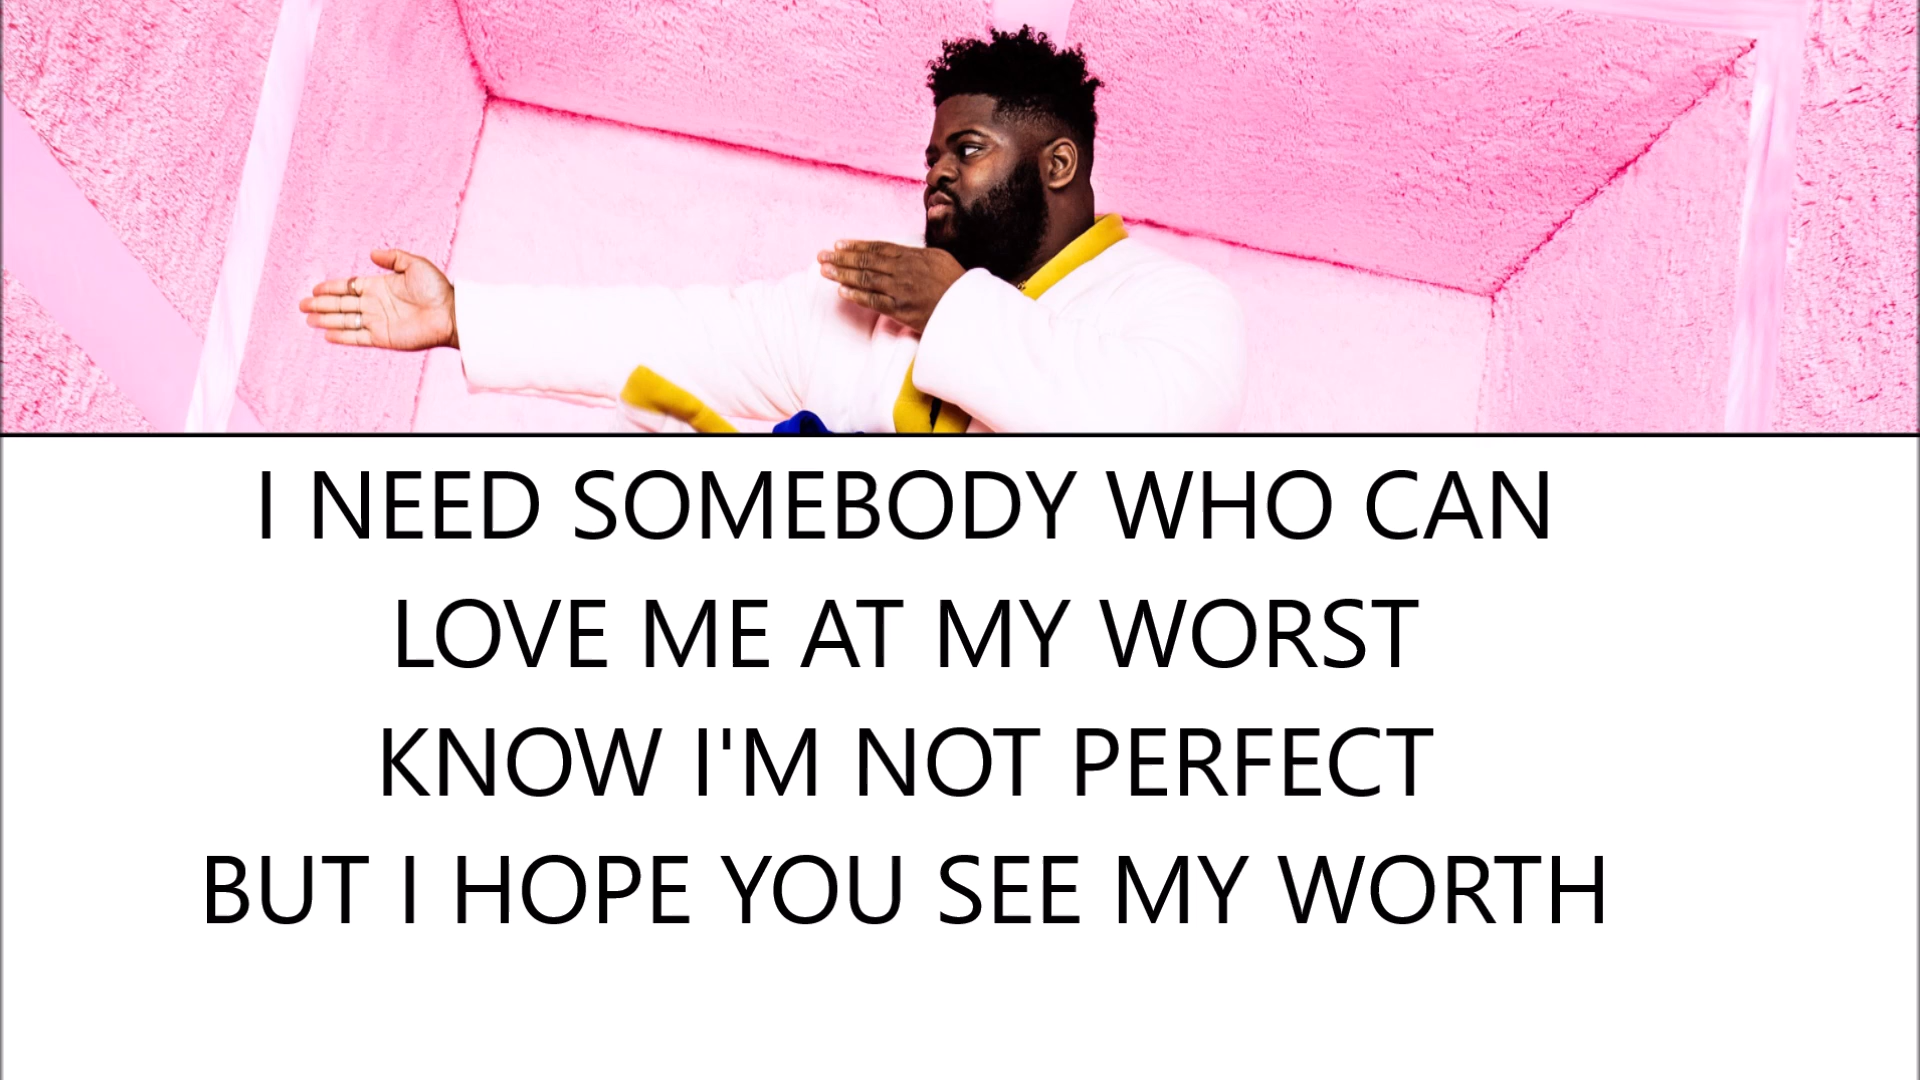 I NEED SOMEBODY WHO CAN
LOVE ME AT MY WORST
KNOW I'M NOT PERFECT
BUT I HOPE YOU SEE MY WORTH